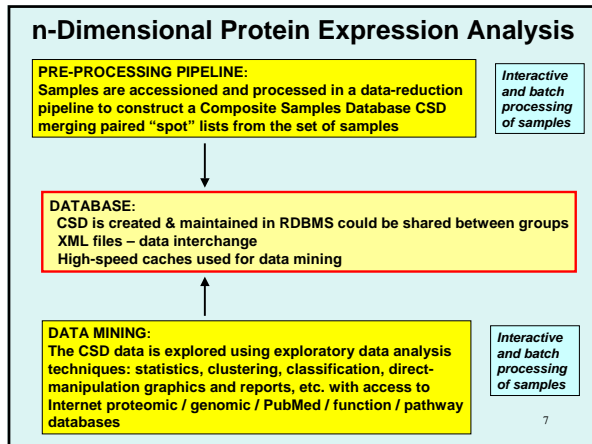 n-Dimensional Protein Expression Analysis
PRE-PROCESSING PIPELINE:
Samples are accessioned and processed in a data-reduction
pipeline to construct a Composite Samples Database CSD
merging paired “spot” lists from the set of samples
Interactive
and batch
processing
of samples
DATABASE:
CSD is created & maintained in RDBMS could be shared between groups
XML files – data interchange
High-speed caches used for data mining
DATA MINING:
The CSD data is explored using exploratory data analysis
techniques: statistics, clustering, classification, direct-
manipulation graphics and reports, etc. with access to
Internet proteomic / genomic / PubMed / function / pathway
databases
Interactive
and batch
processing
of samples
7